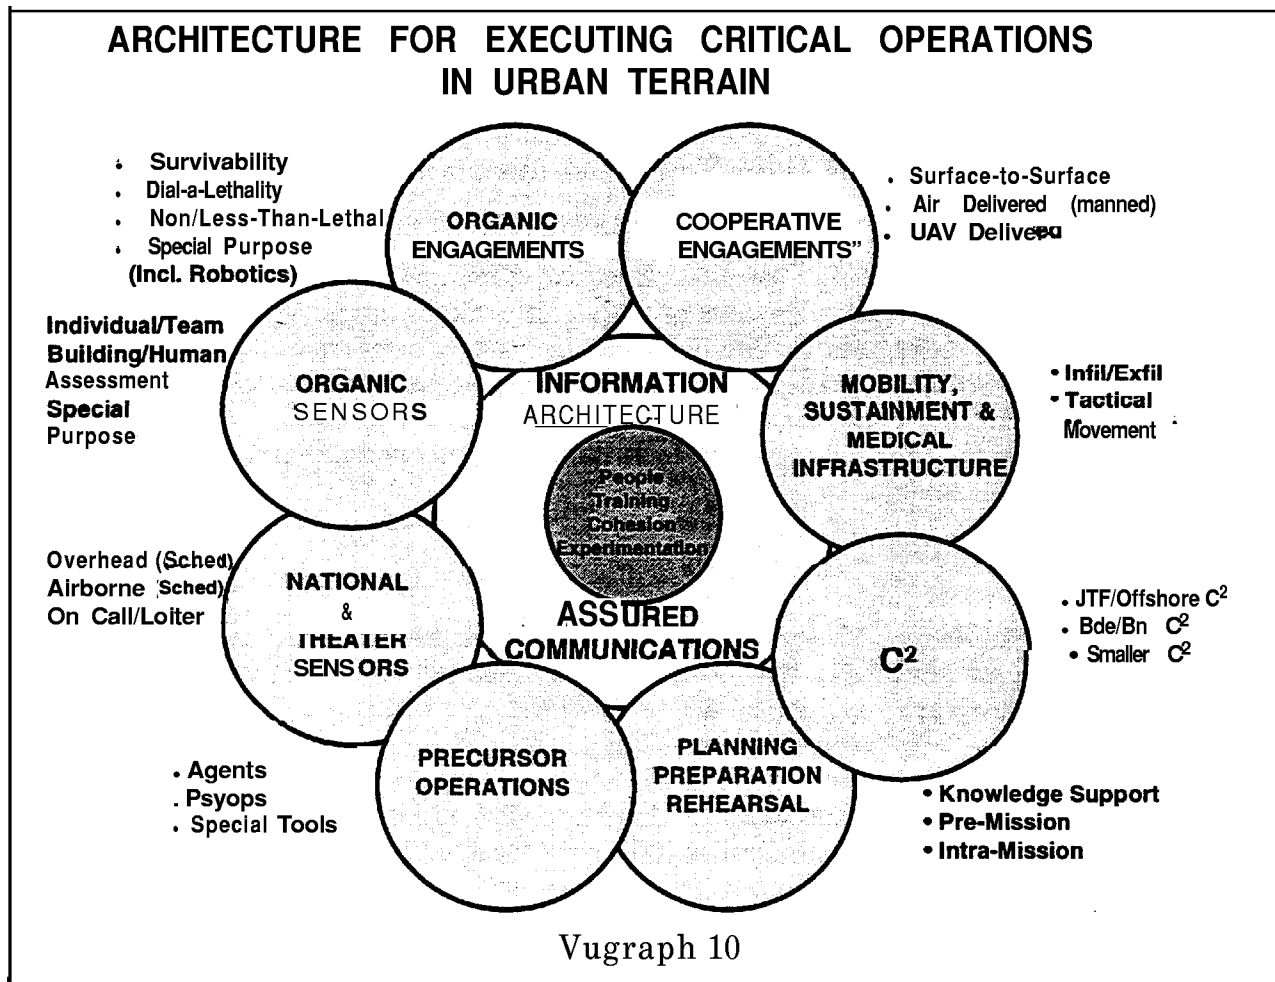 ARCHITECTURE FOR EXECUTING CRITICAL OPERATIONS
IN URBAN TERRAIN
. Survivability
. Dial-a-Lethality
. Non/Less-Than-Lethal
. Special Purpose
(Incl. Robotics)
ORGANIC
ENGAGEMENTS
COOPERATIVE
ENGAGEMENTS”
. Surface-to-Surface
. Air Delivered (manned)
• UAV
Individual/Team
Building/Human
Assessment
Special
Purpose
ORGANIC
SENSORS
INFORMATION
ARCHITECTURE
MOBILITY,
SUSTAINMENT &
MEDICAL
INFRASTRUCTURE
• Infil/Exfil
• Tactical
Movement
People
Training
Cohesion
Experimentation
Overhead (Sched)
Airborne (Sched)
On Call/Loiter
NATIONAL
&
THEATER
SENSORS
ASSURED
COMMUNICATIONS
C²
. JTF/Offshore C²
. Bde/Bn C²
• Smaller C²
. Agents
. Psyops
. Special Tools
PRECURSOR
OPERATIONS
PLANNING
PREPARATION
REHEARSAL
• Knowledge Support
• Pre-Mission
• Intra-Mission
Vugraph 10